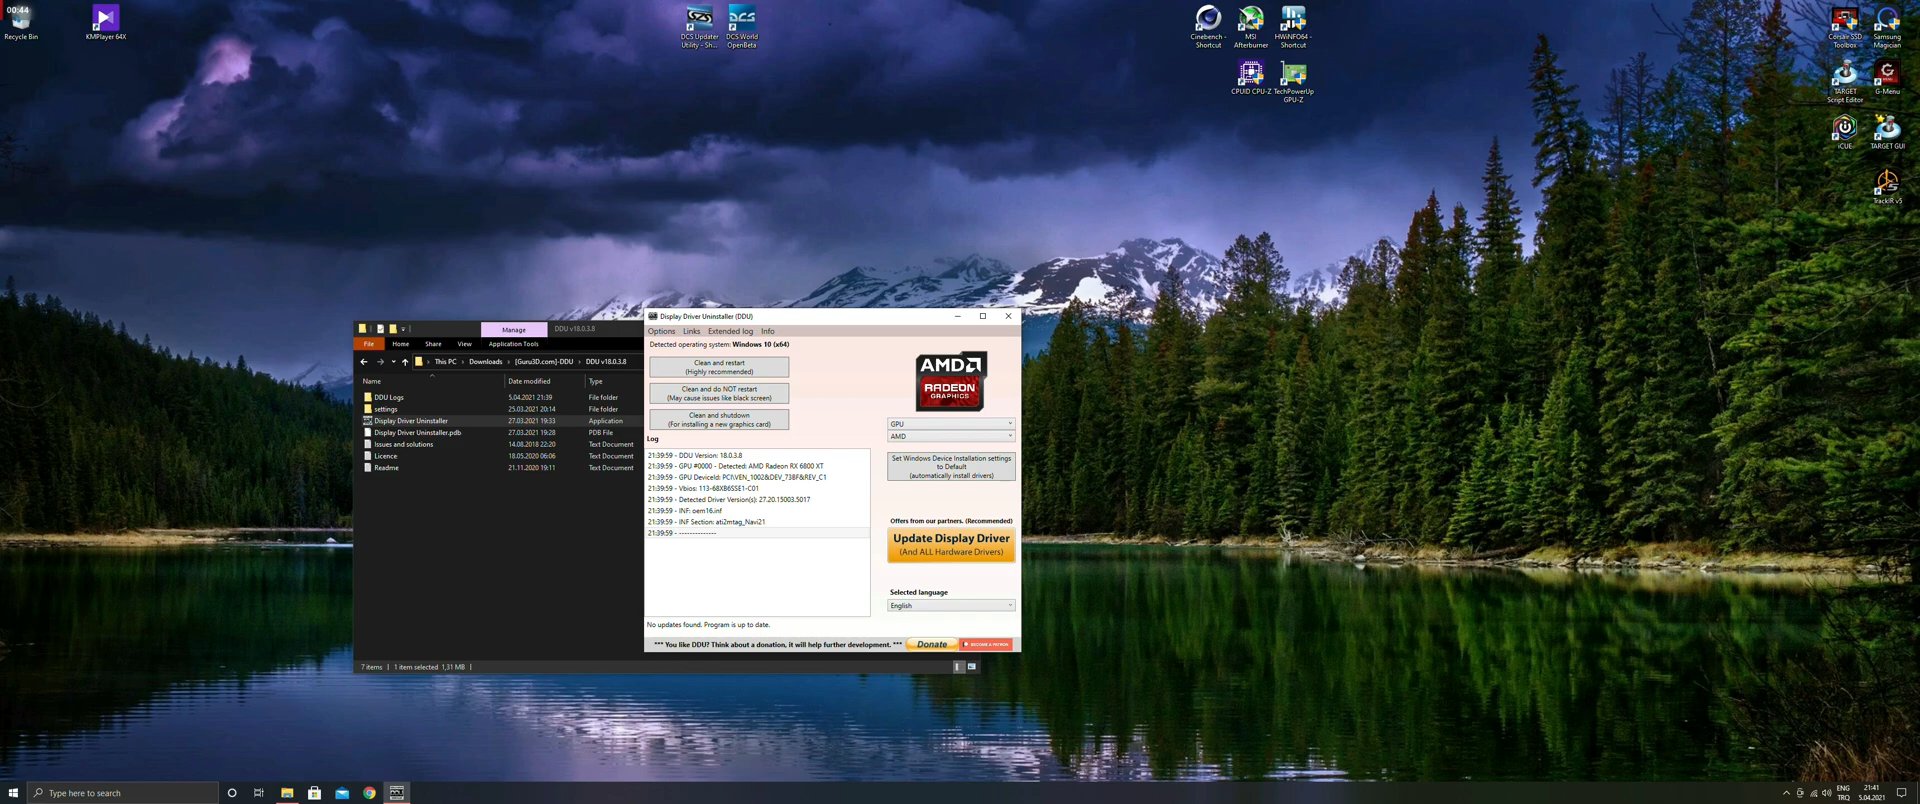 00:44
Recycle Bin
KMPlayer 64X
DCS Updater
Utility - Sh...
DCS World
OpenBeta
Cinebench -
Shortcut
MSI
Afterburner
HWiNFO64 -
Shortcut
CPUID CPU-Z
TechPowerUp
GPU-Z
Corsair SSD
Toolbox
Samsung
Magician
TARGET
Script Editor
G-Menu
iCUE
TARGET GUI
TrackIR v5
Manage
DDU v18.0.3.8
File
Home
Share
View
Application Tools
This PC
Downloads
[Guru3D.com]-DDU
DDU v18.0.3.8
Name
Date modified
Type
DDU Logs 5.04.2021 21:39 File folder
settings 25.03.2021 20:14 File folder
Display Driver Uninstaller 27.03.2021 19:33 Application
Display Driver Uninstaller.pdb 27.03.2021 19:28 PDB File
Issues and solutions 14.08.2018 22:20 Text Document
Licence 18.05.2020 06:06 Text Document
Readme 21.11.2020 19:11 Text Document
7 items
1 item selected 1,31 MB
Display Driver Uninstaller (DDU)
Options Links Extended log Info
Detected operating system: Windows 10 (x64)
Clean and restart
(Highly recommended)
Clean and do NOT restart
(May cause issues like black screen)
Clean and shutdown
(For installing a new graphics card)
Log
21:39:59 - DDU Version: 18.0.3.8
21:39:59 - GPU #0000 - Detected: AMD Radeon RX 6800 XT
21:39:59 - GPU DeviceId: PCI\VEN_1002&DEV_73BF&REV_C1
21:39:59 - Vbios: 113-68XB6SSE1-C01
21:39:59 - Detected Driver Version(s): 27.20.15003.5017
21:39:59 - INF: oem16.inf
21:39:59 - INF Section: ati2mtag_Navi21
21:39:59 - --------------
No updates found. Program is up to date.
*** You like DDU? Think about a donation, it will help further development. ***
Donate
BECOME A PATRON
AMD
RADEON
GRAPHICS
GPU
AMD
Set Windows Device Installation settings
to Default
(automatically install drivers)
Offers from our partners. (Recommended)
Update Display Driver
(And ALL Hardware Drivers)
Selected language
English
Type here to search
ENG
TRQ
21:41
5.04.2021